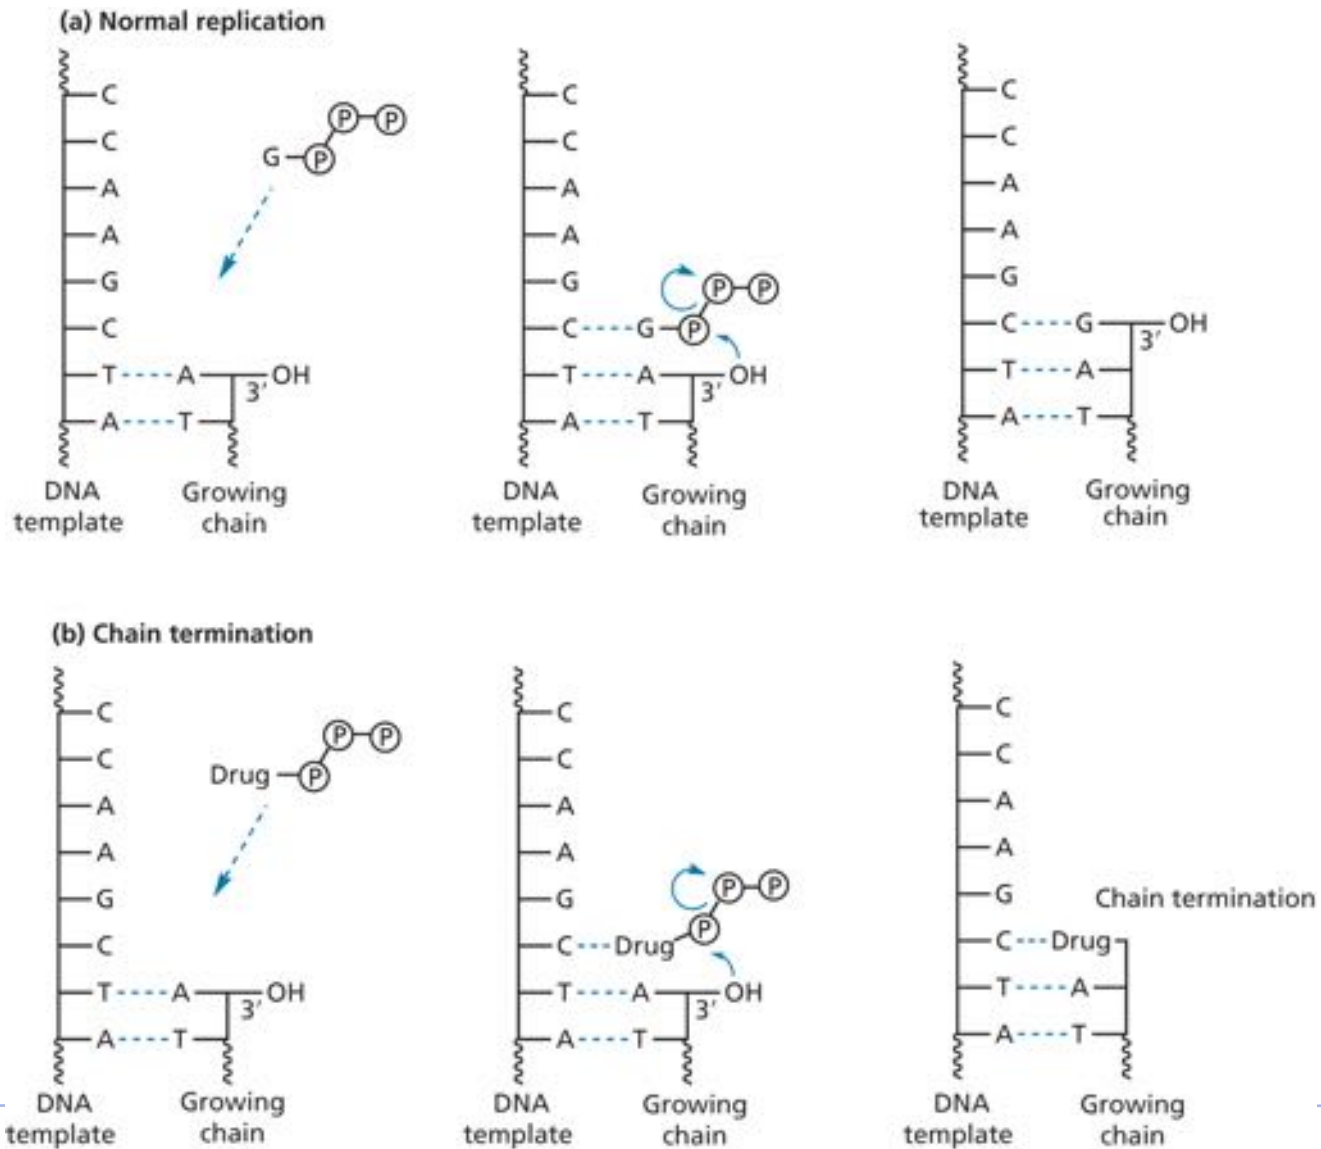 (a) Normal replication
C
C
A
A
G
C
T A OH
3′
A T
G P P P
DNA
template
Growing
chain
C
C
A
A
G
C G P P P
T A OH
3′
A T
DNA
template
Growing
chain
C
C
A
A
G
C G OH
3′
T A
A T
DNA
template
Growing
chain
(b) Chain termination
C
C
A
A
G
C
T A OH
3′
A T
Drug P P P
DNA
template
Growing
chain
C
C
A
A
G
C Drug P P P
T A OH
3′
A T
DNA
template
Growing
chain
C
C
A
A
G
Chain termination
C Drug
T A
A T
DNA
template
Growing
chain